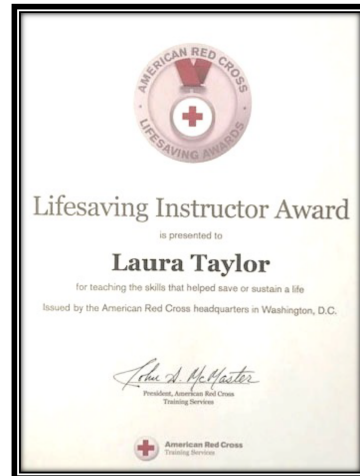 AMERICAN RED CROSS
LIFESAVING AWARDS
Lifesaving Instructor Award
is presented to
Laura Taylor
for teaching the skills that helped save or sustain a life
Issued by the American Red Cross headquarters in Washington, D.C.
John A. McMaster
President, American Red Cross
Training Services
American Red Cross
Training Services